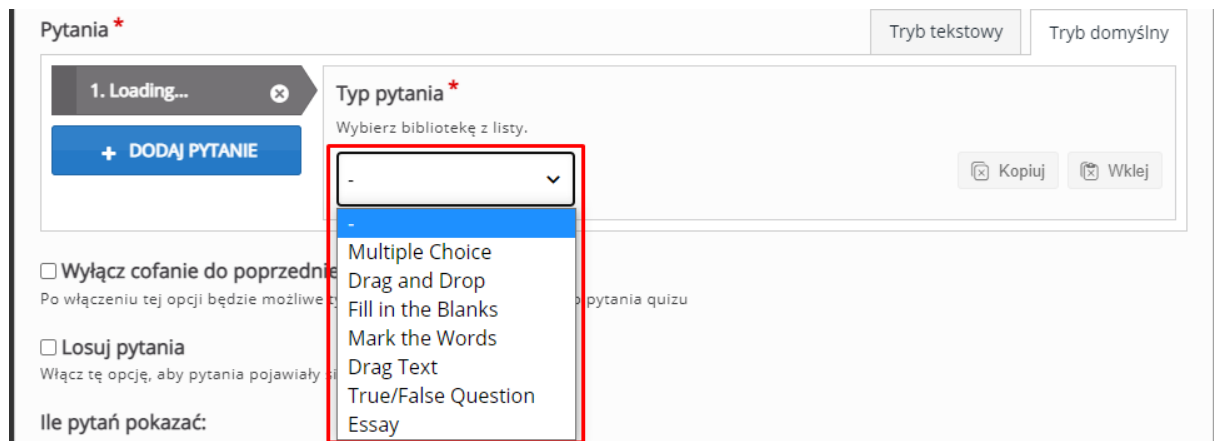 Pytania *
Tryb tekstowy
Tryb domyślny
1. Loading...
+ DODAJ PYTANIE
Typ pytania *
Wybierz bibliotekę z listy.
-
Kopiuj
Wklej
-
Multiple Choice
Drag and Drop
Fill in the Blanks
Mark the Words
Drag Text
True/False Question
Essay
Wyłącz cofanie do
Po włączeniu tej opcji będzie możliwe pytania quizu
Losuj pytania
Włącz tę opcję, aby pytania pojawiały
Ile pytań pokazać: